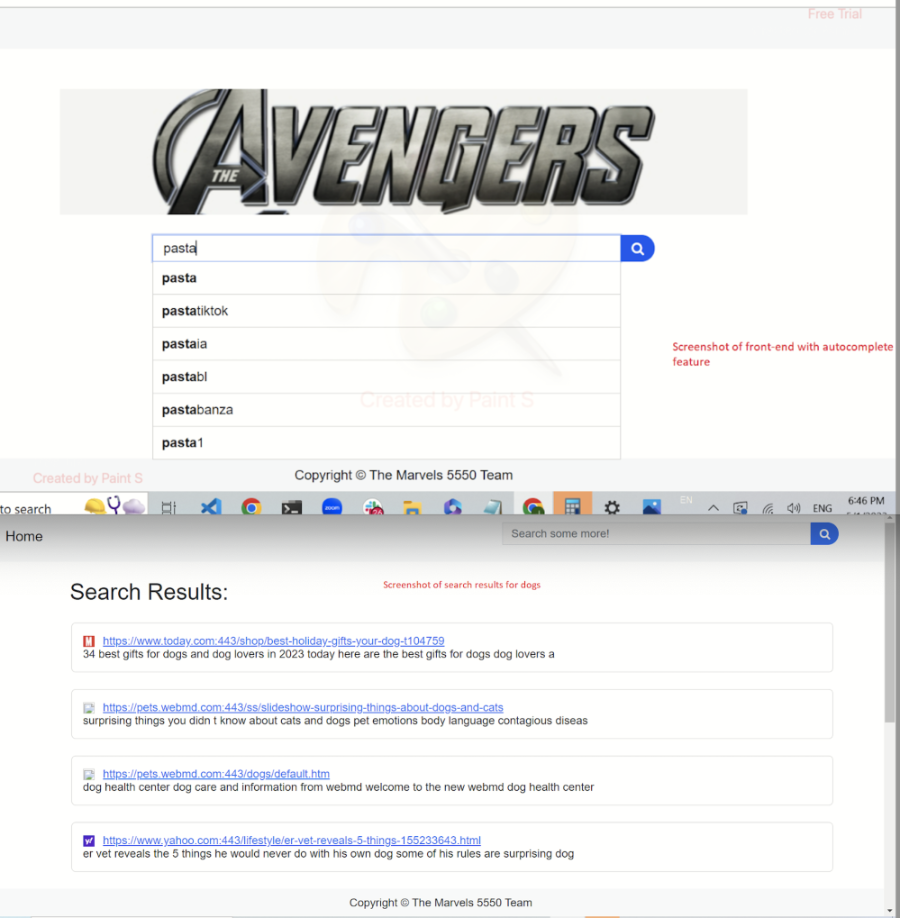 Free Trial
THE AVENGERS
pasta
pasta
pastatiktok
pastaia
pastabl
Screenshot of front-end with autocomplete
feature
pastabanza
Created by Paint S
pasta1
Created by Paint S
Copyright © The Marvels 5550 Team
to search
zoom
EN
ENG
6:46 PM
Home
Search some more!
Search Results:
Screenshot of search results for dogs
https://www.today.com:443/shop/best-holiday-gifts-your-dog-t104759
34 best gifts for dogs and dog lovers in 2023 today here are the best gifts for dogs dog lovers a
https://pets.webmd.com:443/ss/slideshow-surprising-things-about-dogs-and-cats
surprising things you didn t know about cats and dogs pet emotions body language contagious diseas
https://pets.webmd.com:443/dogs/default.htm
dog health center dog care and information from webmd welcome to the new webmd dog health center
https://www.yahoo.com:443/lifestyle/er-vet-reveals-5-things-155233643.html
er vet reveals the 5 things he would never do with his own dog some of his rules are surprising dog
Copyright © The Marvels 5550 Team